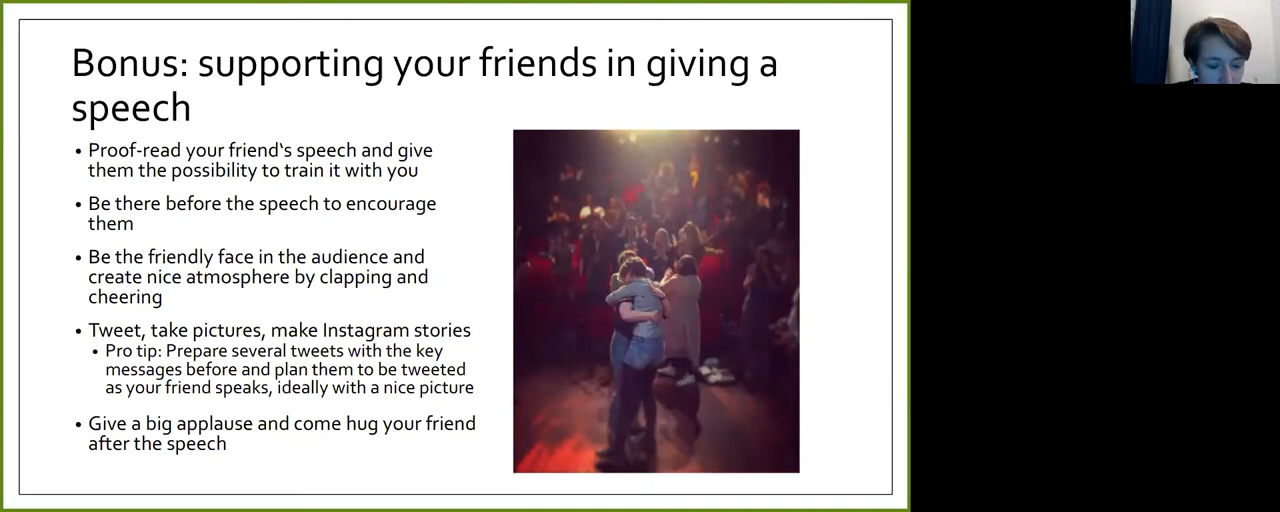 Bonus: supporting your friends in giving a
speech
• Proof-read your friend‘s speech and give
them the possibility to train it with you
• Be there before the speech to encourage
them
• Be the friendly face in the audience and
create nice atmosphere by clapping and
cheering
• Tweet, take pictures, make Instagram stories
• Pro tip: Prepare several tweets with the key
messages before and plan them to be tweeted
as your friend speaks, ideally with a nice picture
• Give a big applause and come hug your friend
after the speech